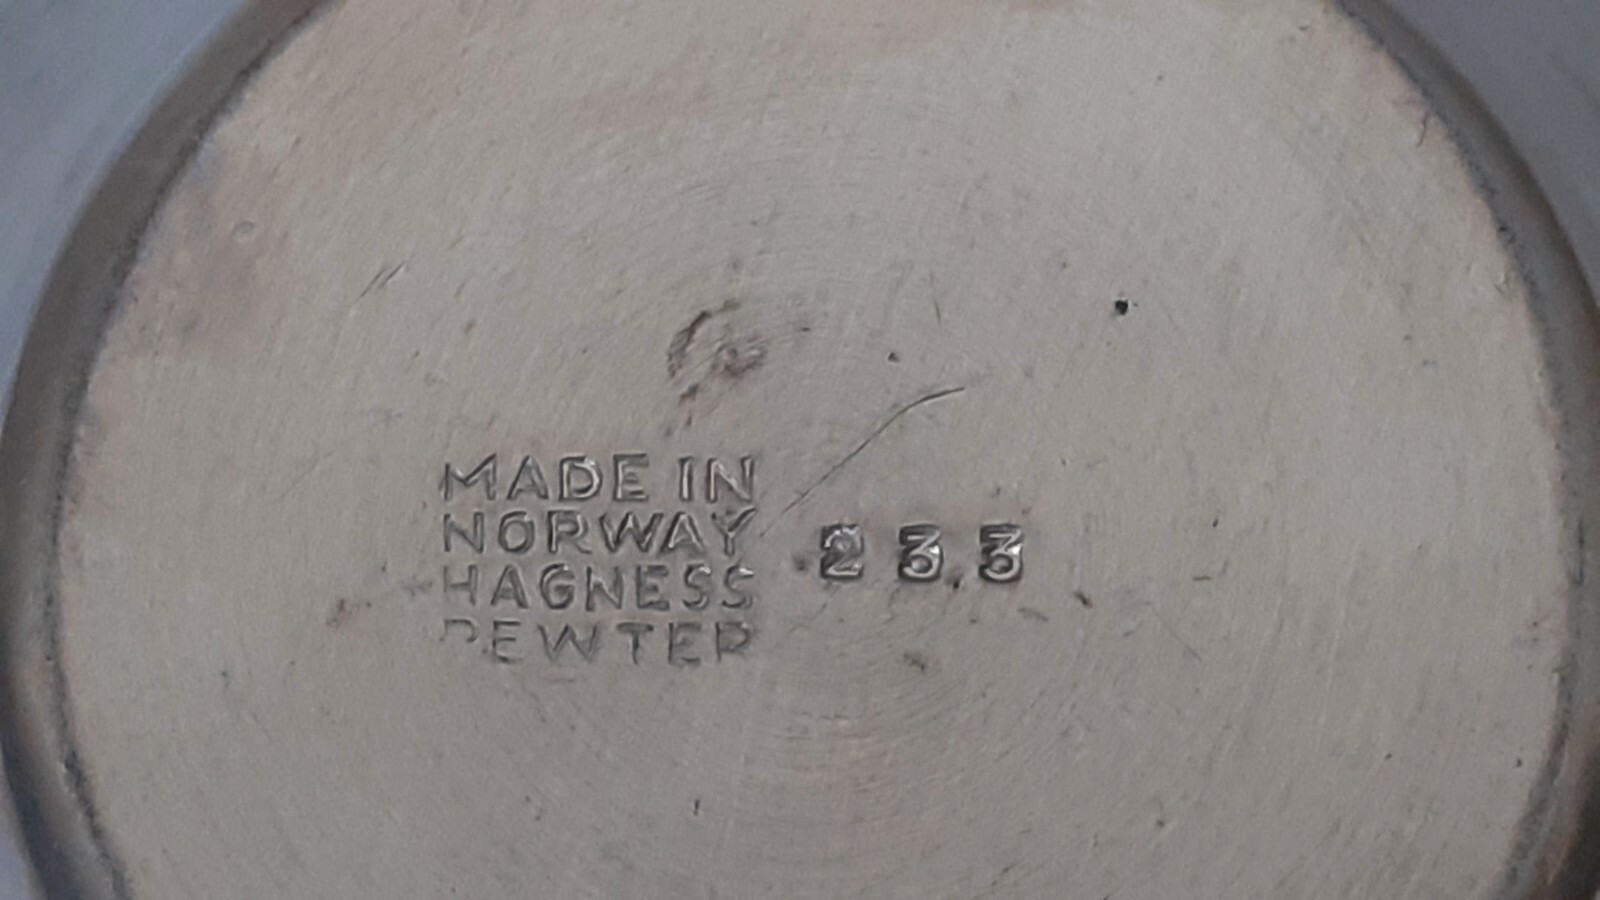 MADE IN
NORWAY
HAGNESS
PEWTER
233